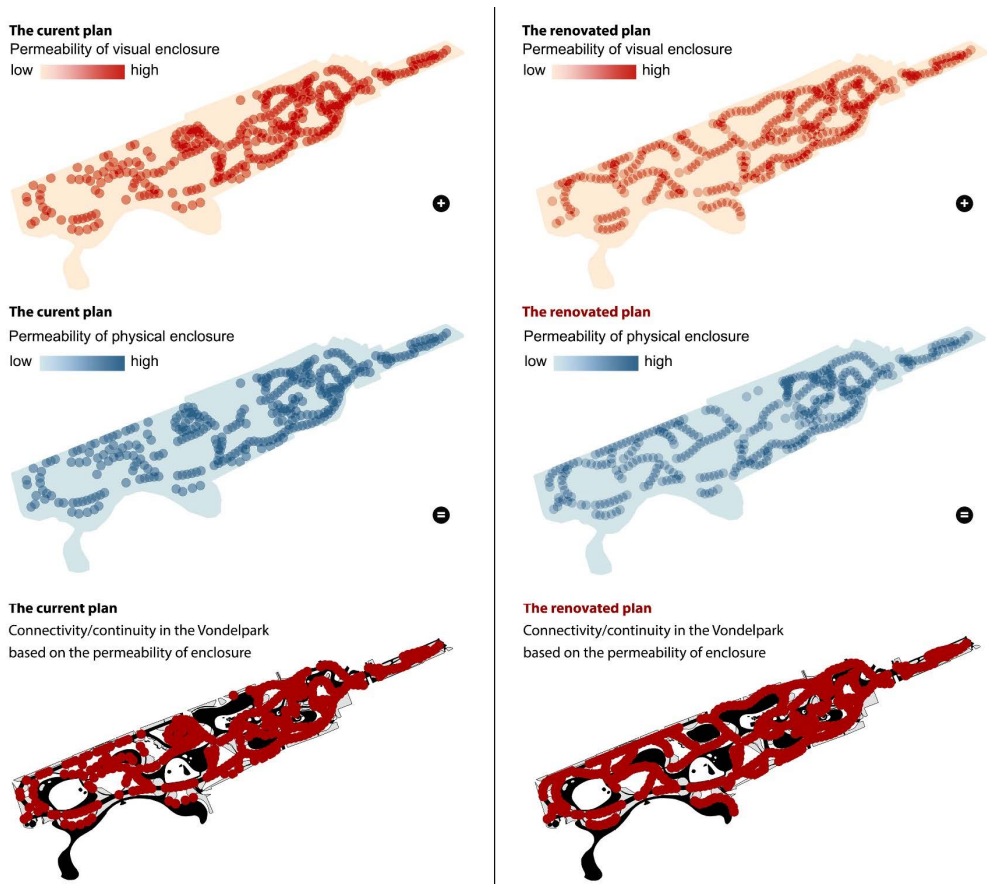 The curent plan
Permeability of visual enclosure
low high
+
The curent plan
Permeability of physical enclosure
low high
=
The current plan
Connectivity/continuity in the Vondelpark
based on the permeability of enclosure
The renovated plan
Permeability of visual enclosure
low high
+
The renovated plan
Permeability of physical enclosure
low high
=
The renovated plan
Connectivity/continuity in the Vondelpark
based on the permeability of enclosure